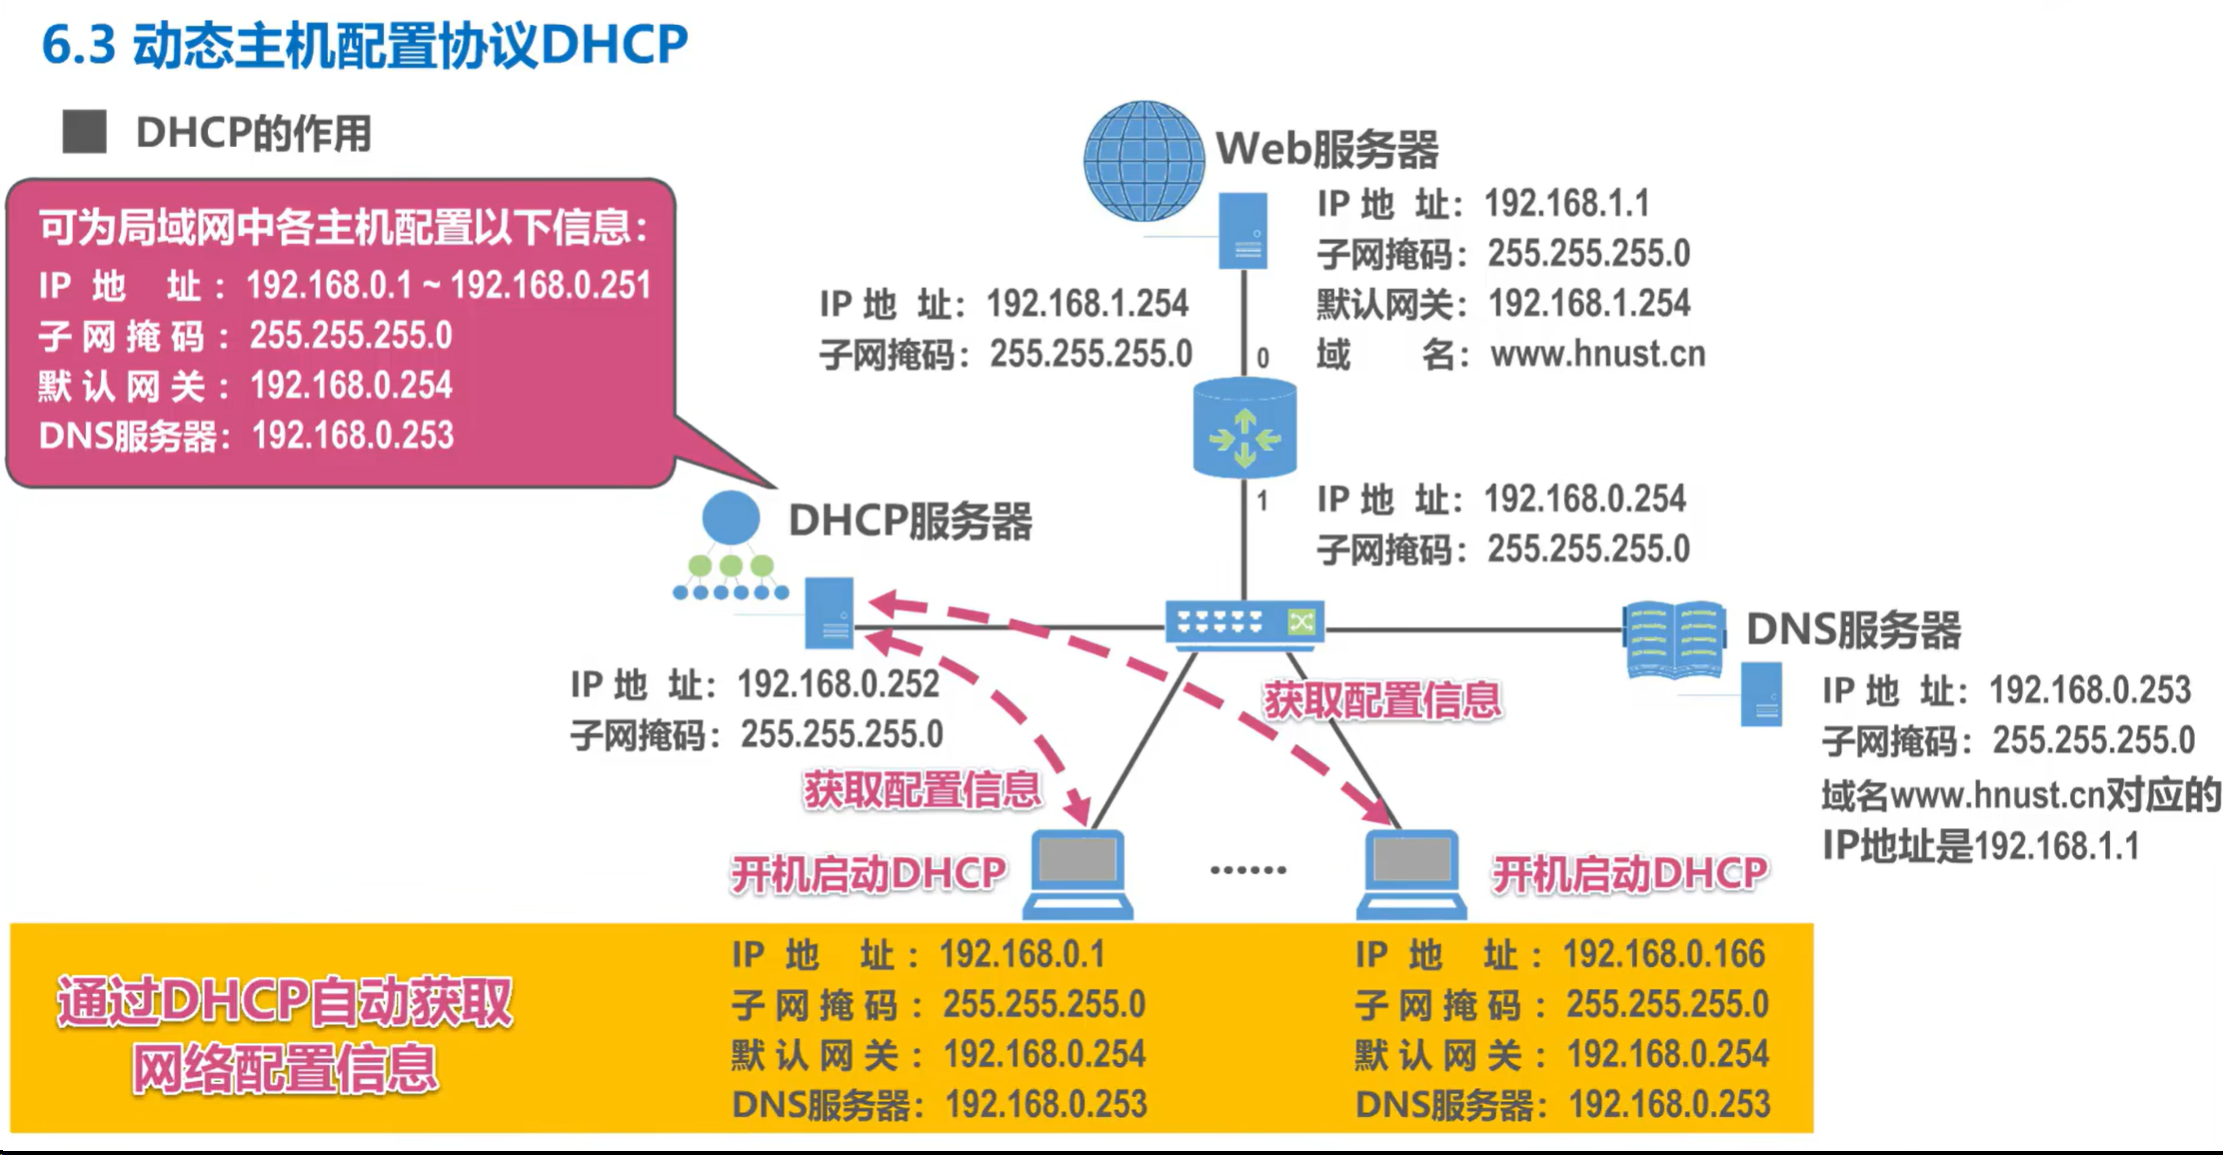 6.3 动态主机配置协议DHCP
DHCP的作用
可为局域网中各主机配置以下信息：
IP 地 址：192.168.0.1 ~ 192.168.0.251
子网掩码：255.255.255.0
默认网关：192.168.0.254
DNS服务器：192.168.0.253
Web服务器
IP 地 址：192.168.1.1
子网掩码：255.255.255.0
默认网关：192.168.1.254
域 名：www.hnust.cn
IP 地 址：192.168.1.254
子网掩码：255.255.255.0
0
1
IP 地 址：192.168.0.254
子网掩码：255.255.255.0
DHCP服务器
IP 地 址：192.168.0.252
子网掩码：255.255.255.0
DNS服务器
IP 地 址：192.168.0.253
子网掩码：255.255.255.0
域名www.hnust.cn对应的
IP地址是192.168.1.1
获取配置信息
获取配置信息
开机启动DHCP
......
开机启动DHCP
通过DHCP自动获取
网络配置信息
IP 地 址：192.168.0.1
子网掩码：255.255.255.0
默认网关：192.168.0.254
DNS服务器：192.168.0.253
IP 地 址：192.168.0.166
子网掩码：255.255.255.0
默认网关：192.168.0.254
DNS服务器：192.168.0.253